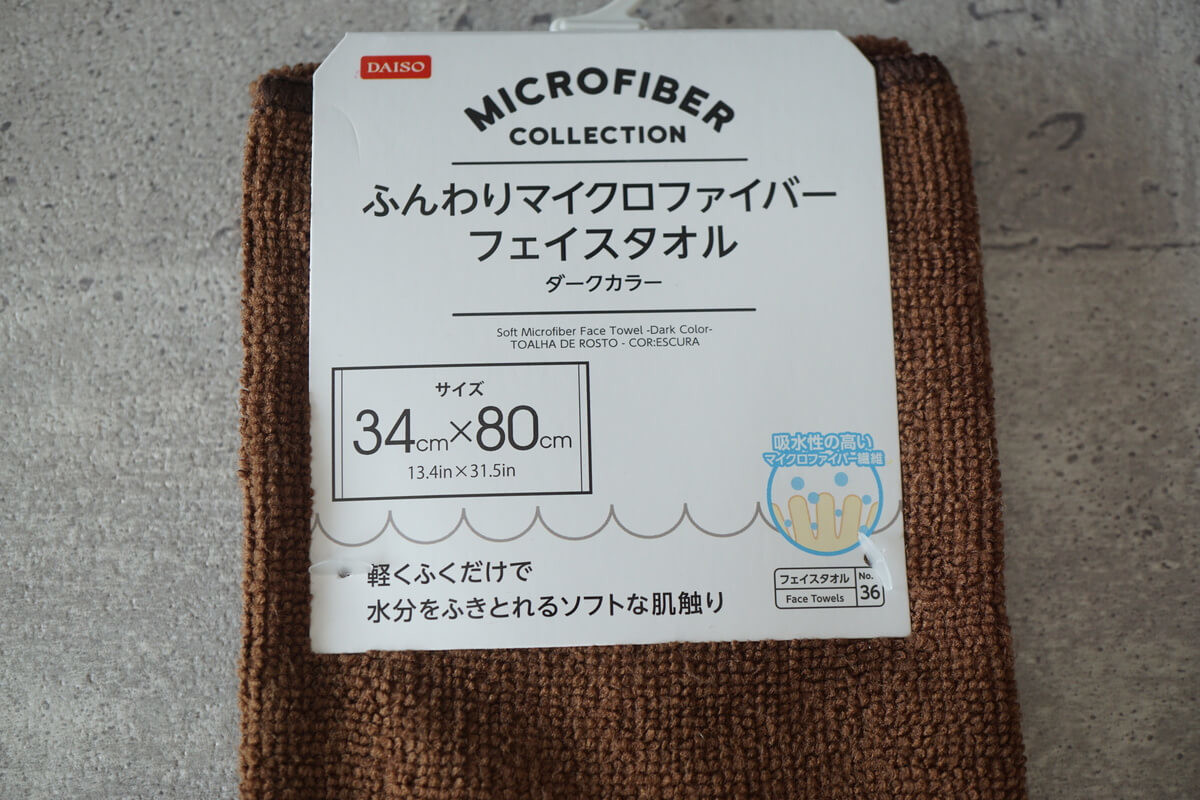 DAISO
MICROFIBER
COLLECTION
ふんわりマイクロファイバー
フェイスタオル
ダークカラー
Soft Microfiber Face Towel -Dark Color-
TOALHA DE ROSTO - COR:ESCURA
サイズ
34cm×80cm
13.4in×31.5in
吸水性の高い
マイクロファイバー繊維
軽くふくだけで
水分をふきとれるソフトな肌触り
フェイスタオル
Face Towels
No.
36